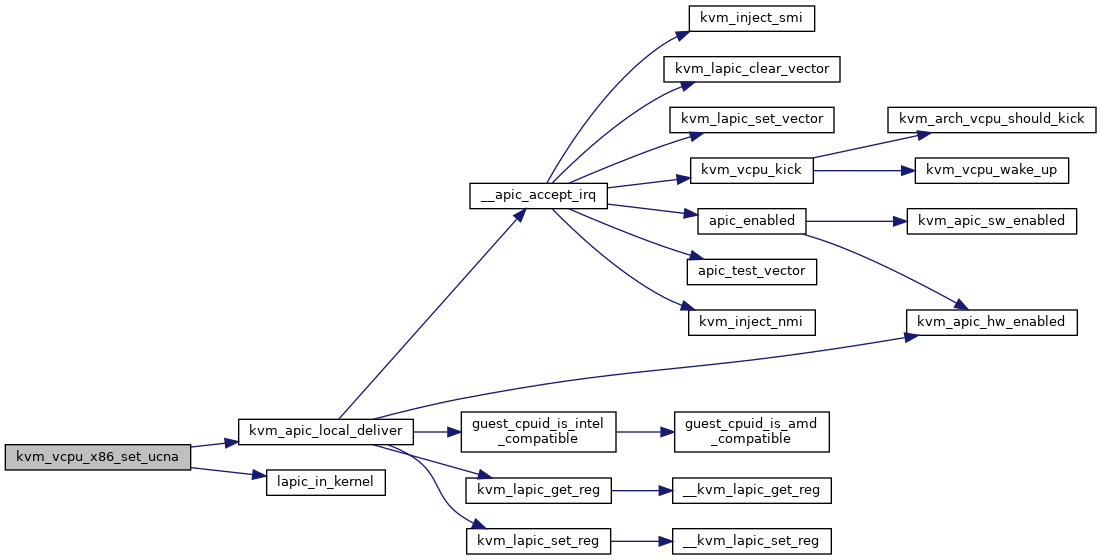 kvm_inject_smi
kvm_lapic_clear_vector
kvm_lapic_set_vector
kvm_arch_vcpu_should_kick
kvm_vcpu_kick
kvm_vcpu_wake_up
__apic_accept_irq
apic_enabled
kvm_apic_sw_enabled
apic_test_vector
kvm_inject_nmi
kvm_apic_hw_enabled
kvm_apic_local_deliver
guest_cpuid_is_intel
_compatible
guest_cpuid_is_amd
_compatible
kvm_vcpu_x86_set_ucna
lapic_in_kernel
kvm_lapic_get_reg
__kvm_lapic_get_reg
kvm_lapic_set_reg
__kvm_lapic_set_reg